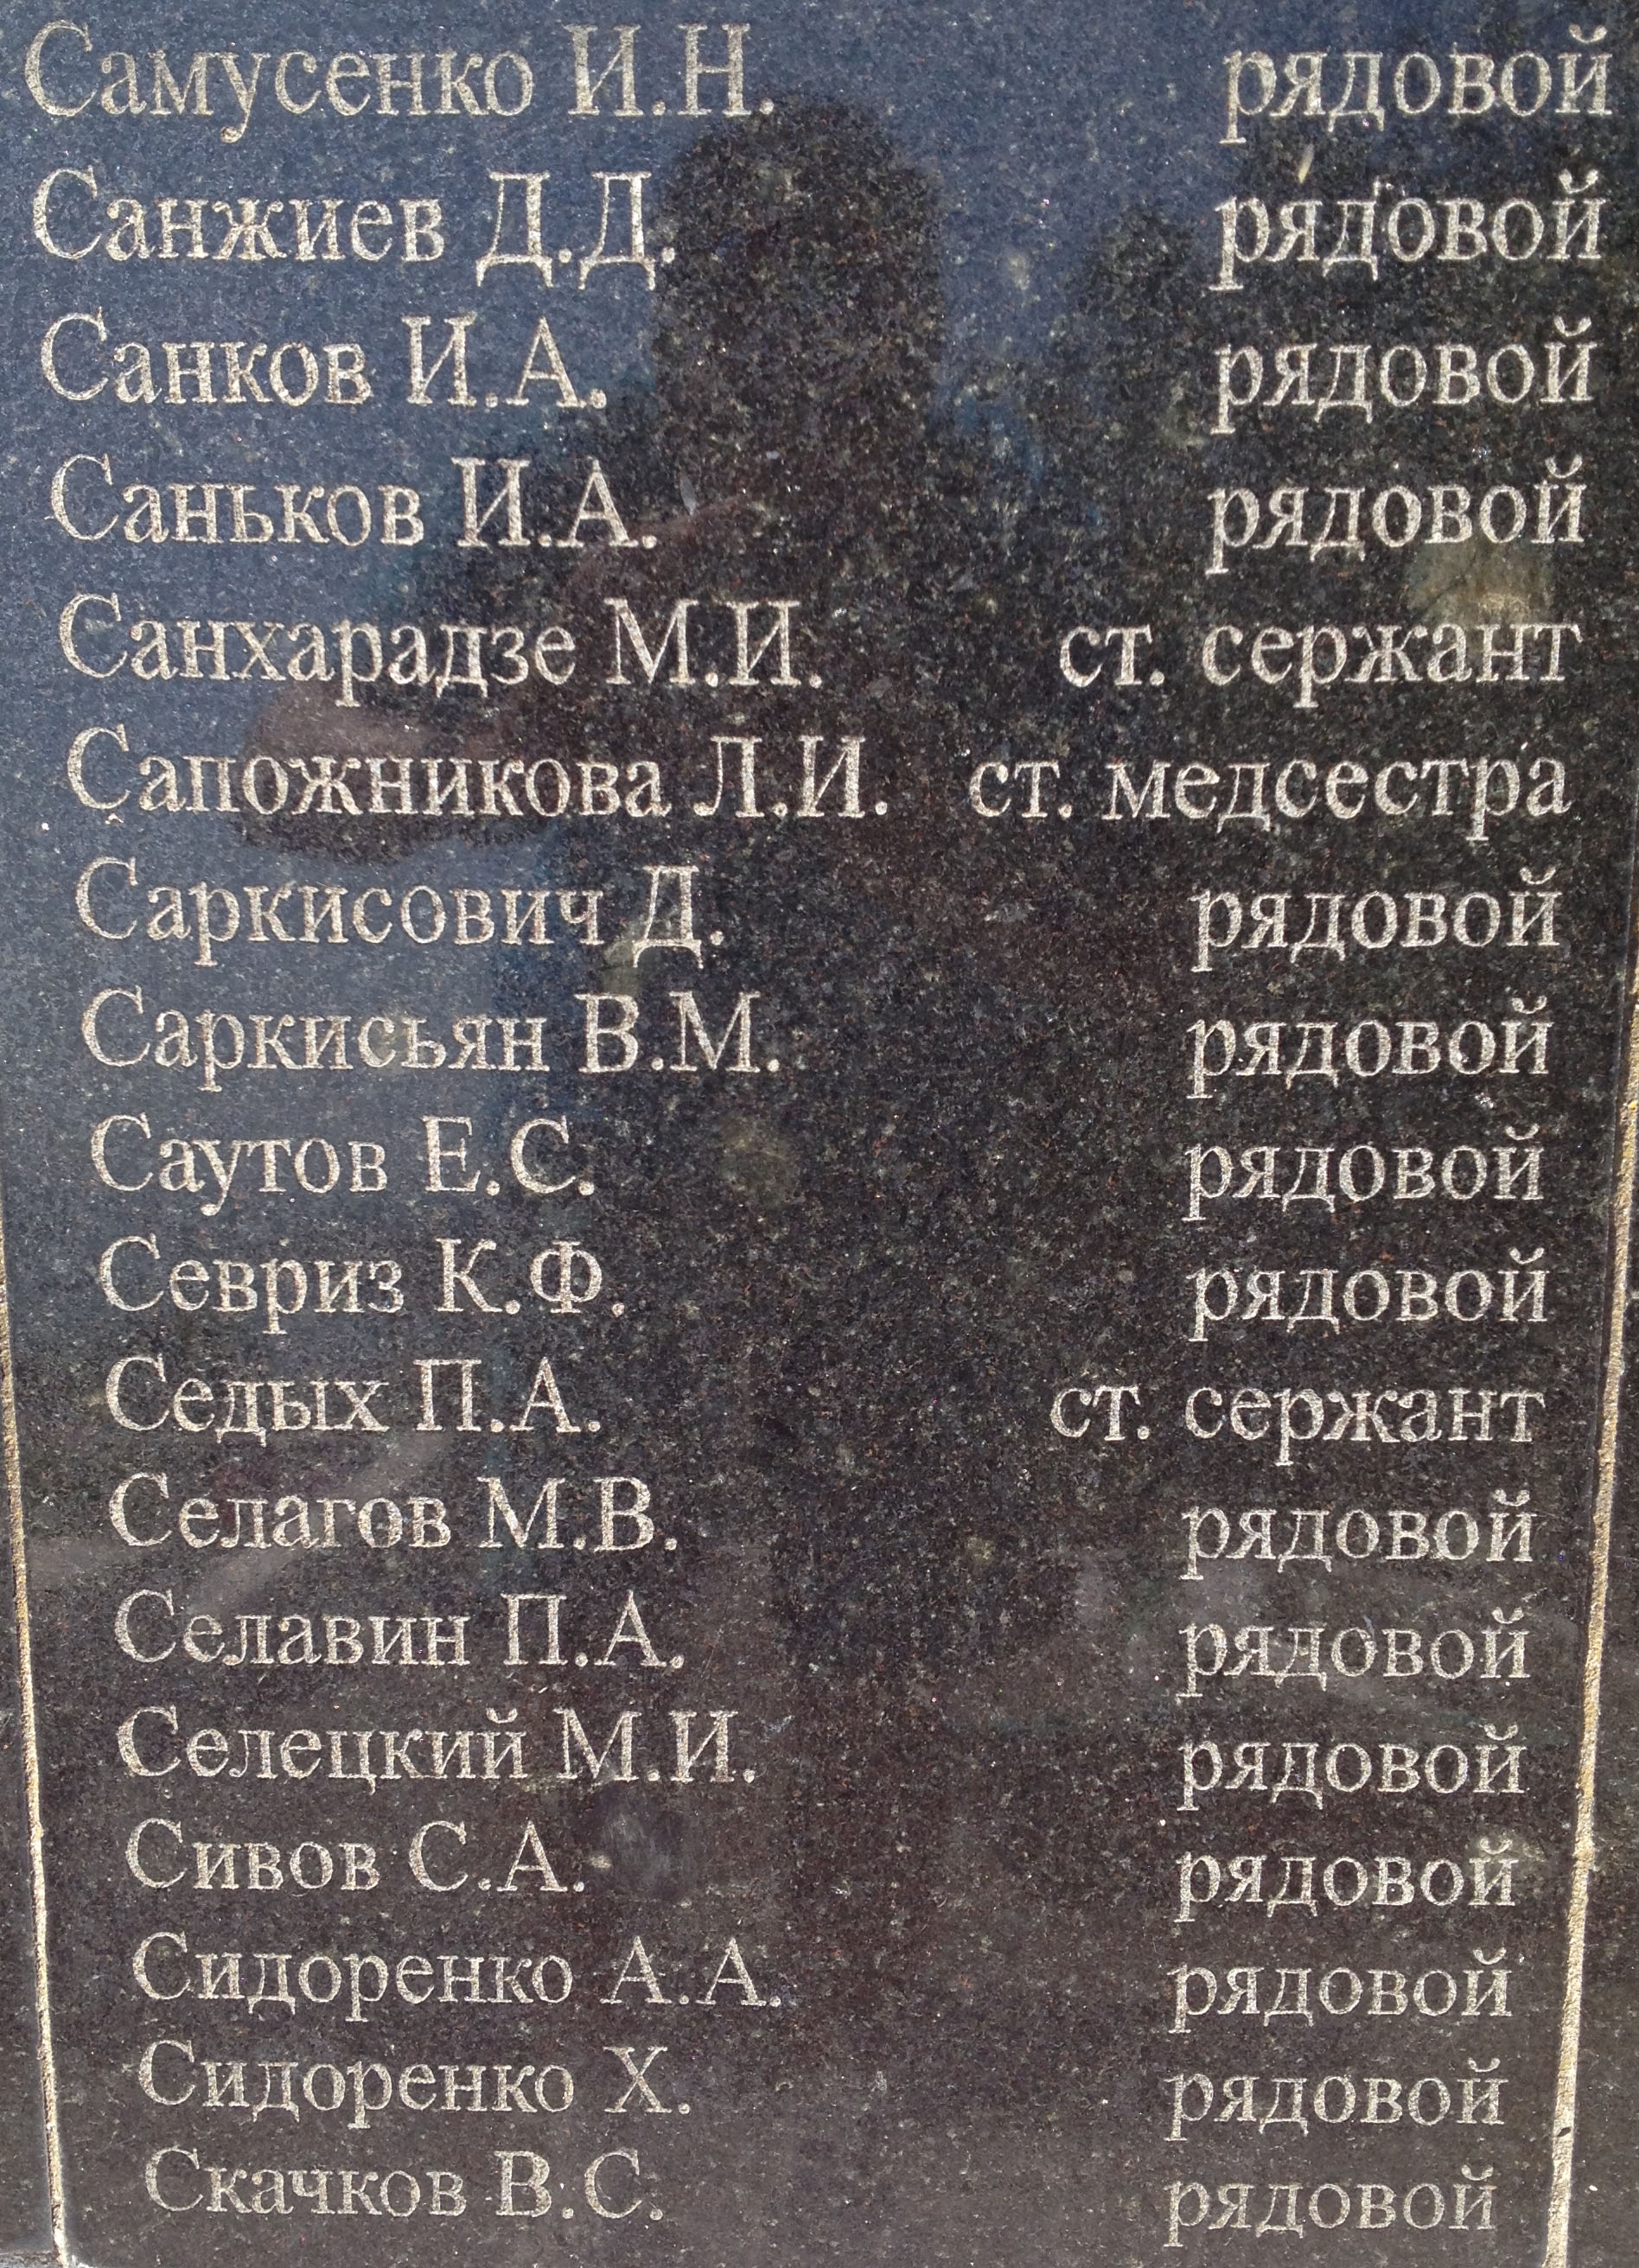 Самусенко И.Н. рядовой
Санжиев Д.Д. рядовой
Санков И.А. рядовой
Саньков И.А. рядовой
Санхарадзе М.И. ст. сержант
Сапожникова Л.И. ст. медсестра
Саркисович Д. рядовой
Саркисьян В.М. рядовой
Саутов Е.С. рядовой
Севриз К.Ф. рядовой
Седых П.А. ст. сержант
Селагов М.В. рядовой
Селавин П.А. рядовой
Селецкий М.И. рядовой
Сивов С.А. рядовой
Сидоренко А.А. рядовой
Сидоренко Х. рядовой
Скачков В.С. рядовой